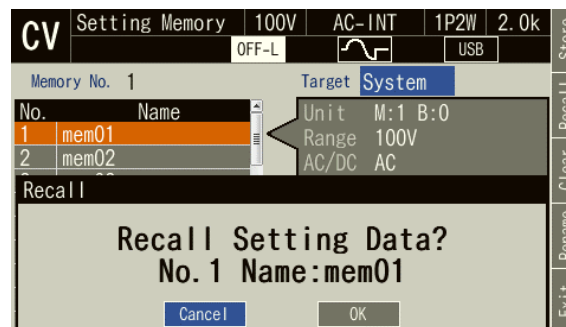 CV Setting Memory 100V AC-INT 1P2W 2.0k
OFF-L USB
Memory No. 1 Target System
No. Name
1 mem01
2 mem02
Unit M:1 B:0
Range 100V
AC/DC AC
Recall
Recall Setting Data?
No.1 Name:mem01
Cancel OK
Store
Recall
Clear
Rename
Exit